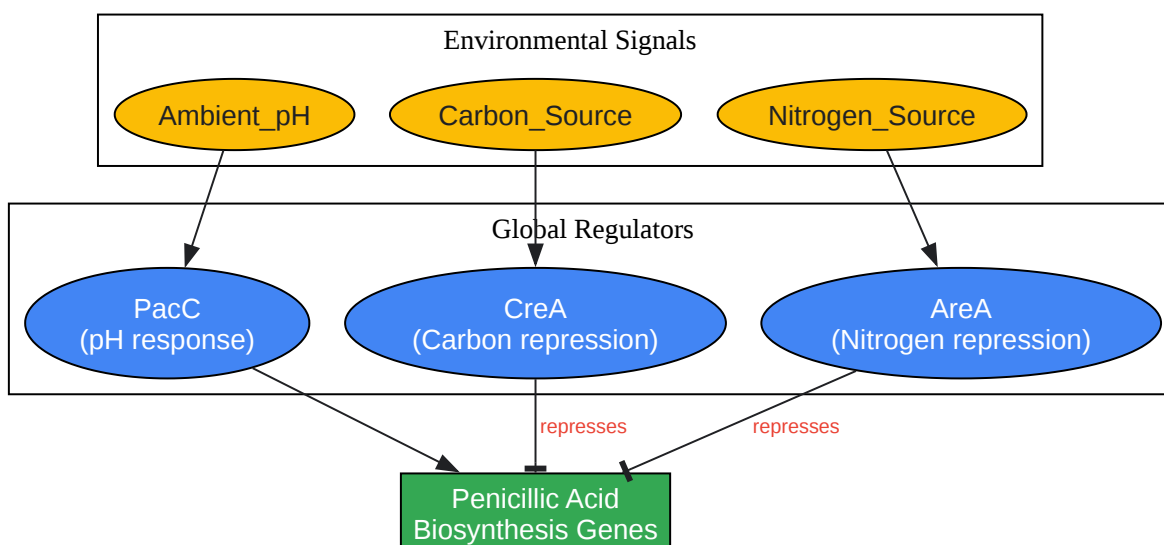 Environmental Signals
Ambient_pH
Carbon_Source
Nitrogen_Source
Global Regulators
PacC
(pH response)
CreA
(Carbon repression)
AreA
(Nitrogen repression)
represses
represses
Penicillic Acid
Biosynthesis Genes